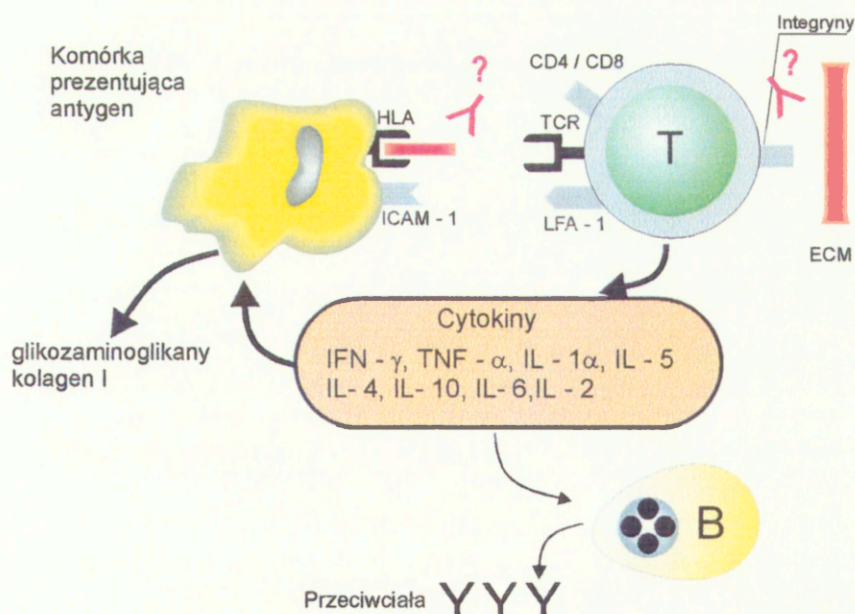 Integryny
Komórka
prezentująca
antygen
?
HLA
ICAM - 1
CD4 / CD8
TCR
T
LFA - 1
?
ECM
glikozaminoglikany
kolagen I
Cytokiny
IFN - γ, TNF - α, IL - 1α, IL - 5
IL- 4, IL- 10, IL- 6,IL - 2
B
Przeciwciała